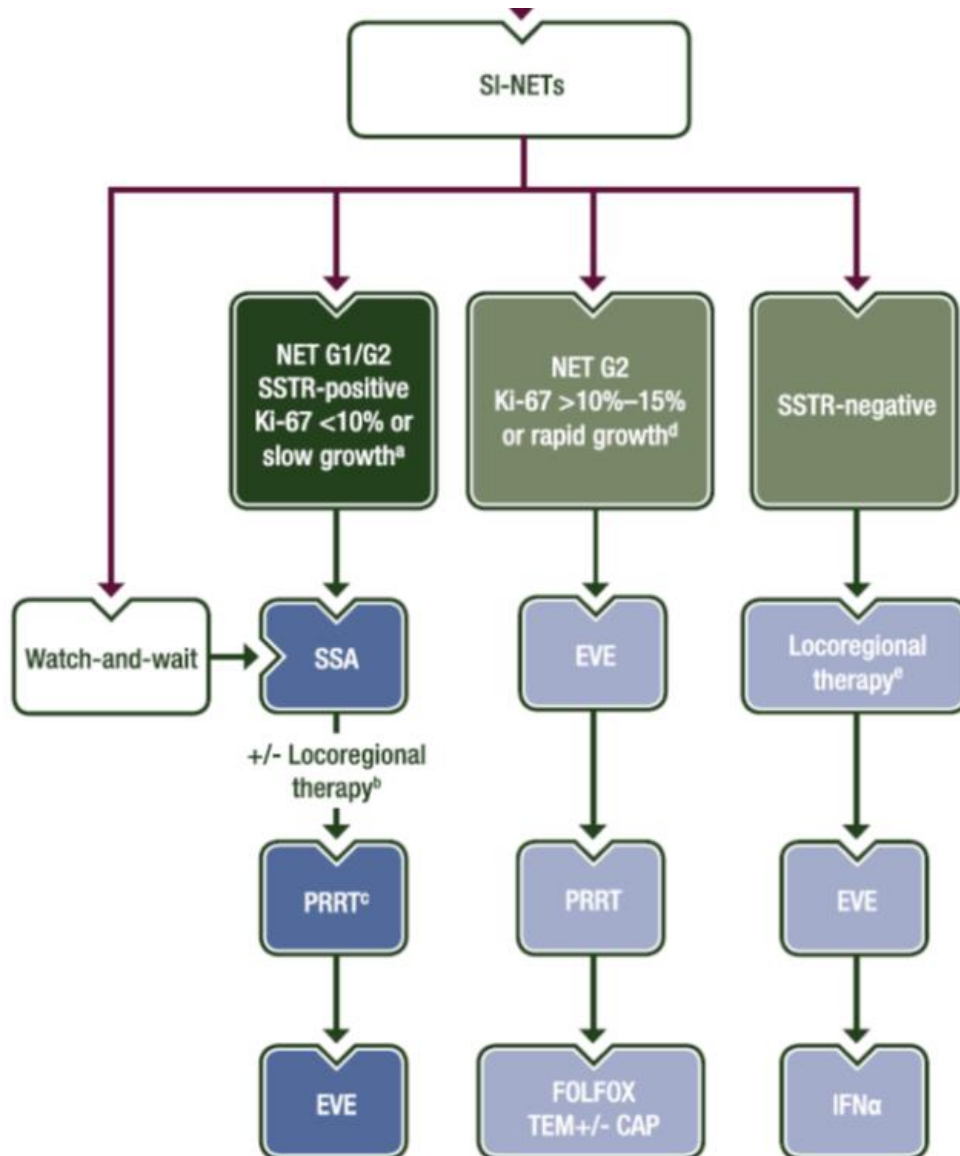 SI-NETs
NET G1/G2
SSTR-positive
Ki-67 <10% or
slow growthᵃ
NET G2
Ki-67 >10%–15%
or rapid growthᵈ
SSTR-negative
Watch-and-wait
SSA
EVE
Locoregional
therapyᵉ
+/- Locoregional
therapyᵇ
PRRTᶜ
PRRT
EVE
EVE
FOLFOX
TEM+/- CAP
IFNα